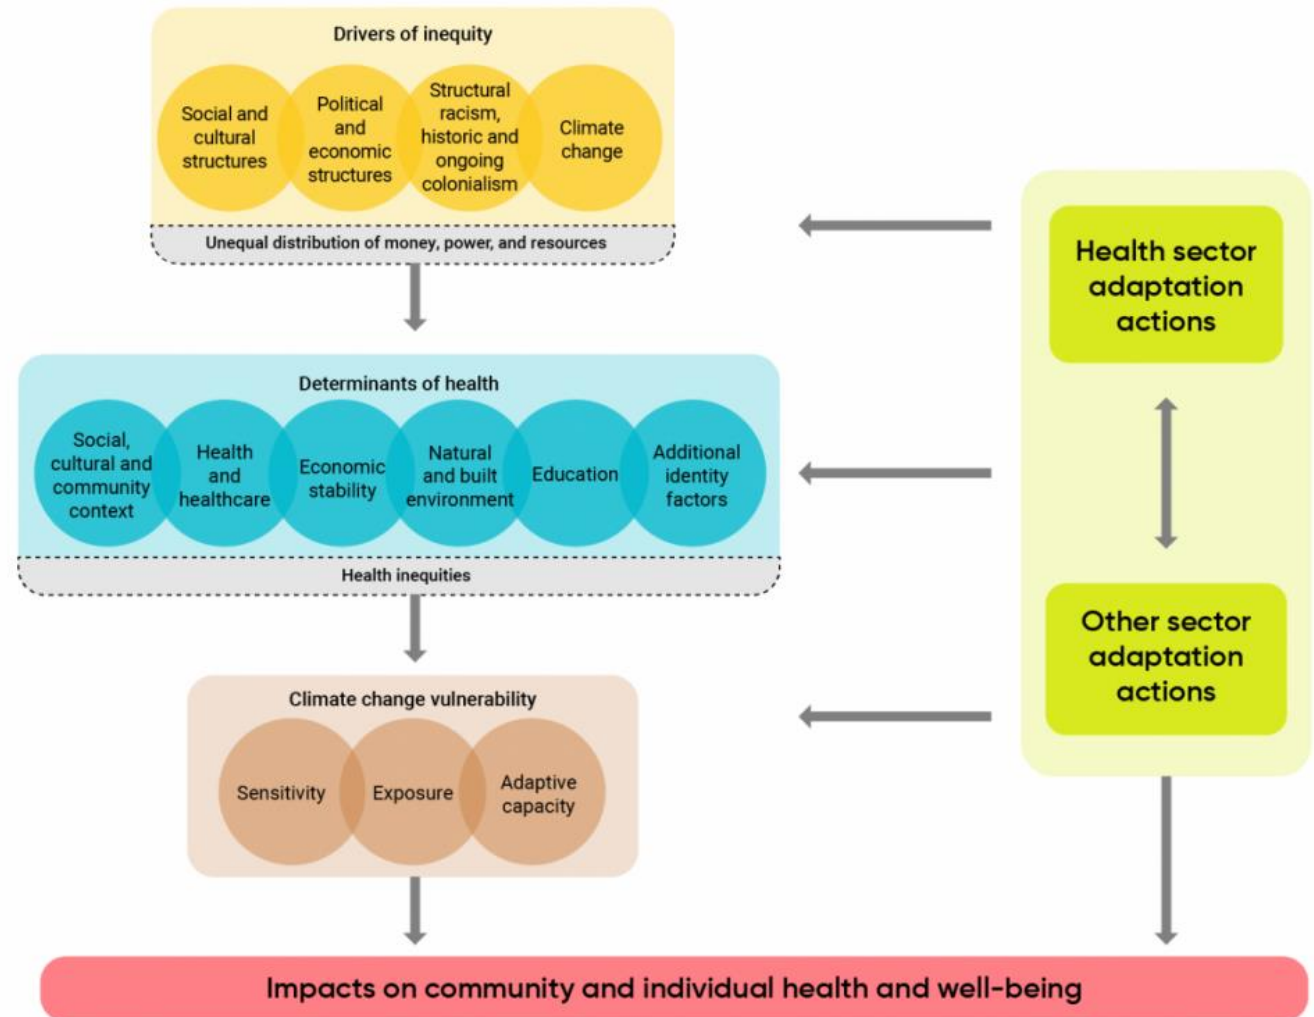 Drivers of inequity
Social and
cultural
structures
Political
and
economic
structures
Structural
racism,
historic and
ongoing
colonialism
Climate
change
Unequal distribution of money, power, and resources
Health sector
adaptation
actions
Determinants of health
Social,
cultural and
community
context
Health
and
healthcare
Economic
stability
Natural
and built
environment
Education
Additional
identity
factors
Health inequities
Other sector
adaptation
actions
Climate change vulnerability
Sensitivity
Exposure
Adaptive
capacity
Impacts on community and individual health and well-being